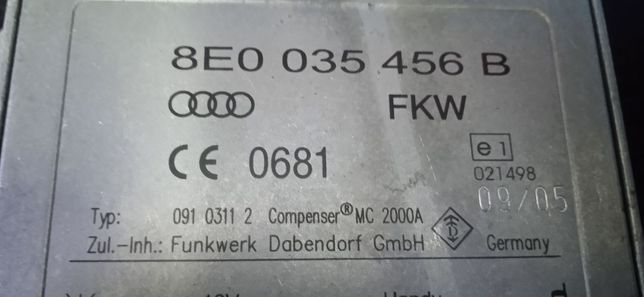 8E0 035 456 B
FKW
CE 0681
e1
021498
09/05
Typ: 091 0311 2 Compenser® MC 2000A
Zul.-Inh.: Funkwerk Dabendorf GmbH Germany